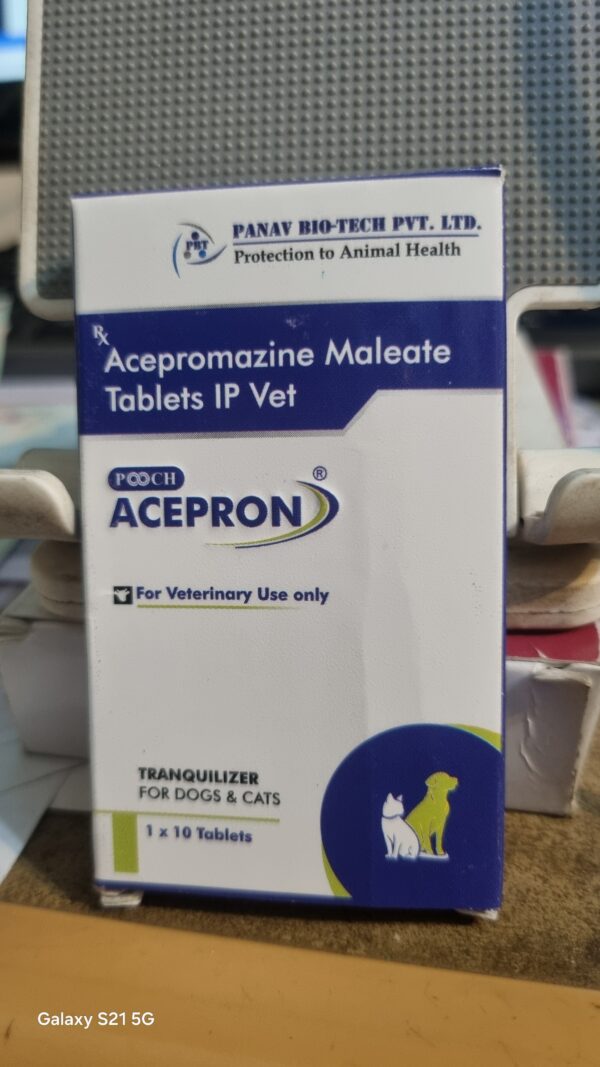 PBT
PANAV BIO-TECH PVT. LTD.
Protection to Animal Health
Rx
Acepromazine Maleate
Tablets IP Vet
POOCH
ACEPRON®
For Veterinary Use only
TRANQUILIZER
FOR DOGS & CATS
1 x 10 Tablets
Galaxy S21 5G